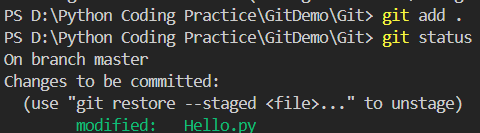 PS D:\Python Coding Practice\GitDemo\Git> git add .
PS D:\Python Coding Practice\GitDemo\Git> git status
On branch master
Changes to be committed:
  (use "git restore --staged <file>..." to unstage)
        modified:   Hello.py